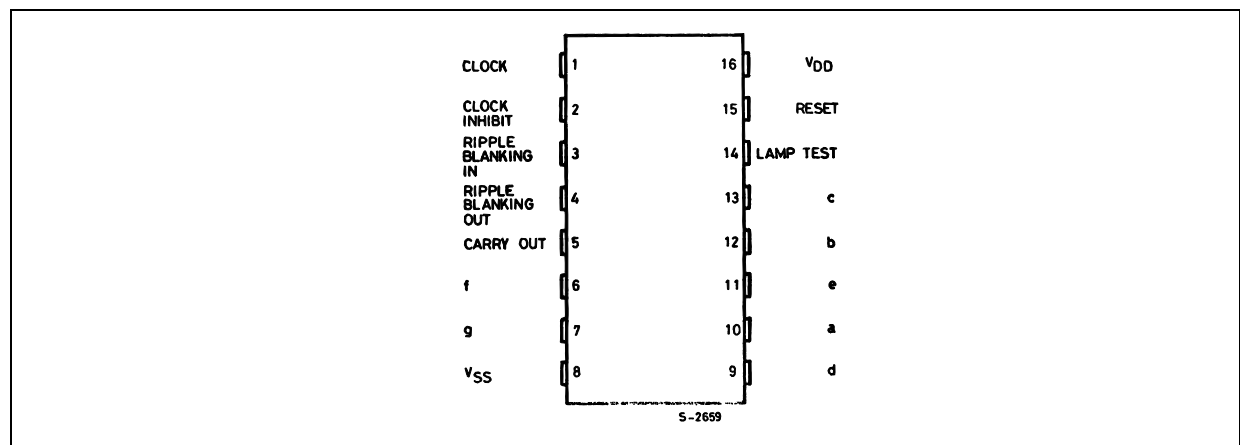 CLOCK 1 16 VDD
CLOCK INHIBIT 2 15 RESET
RIPPLE BLANKING IN 3 14 LAMP TEST
RIPPLE BLANKING OUT 4 13 c
CARRY OUT 5 12 b
f 6 11 e
g 7 10 a
VSS 8 9 d
S-2659